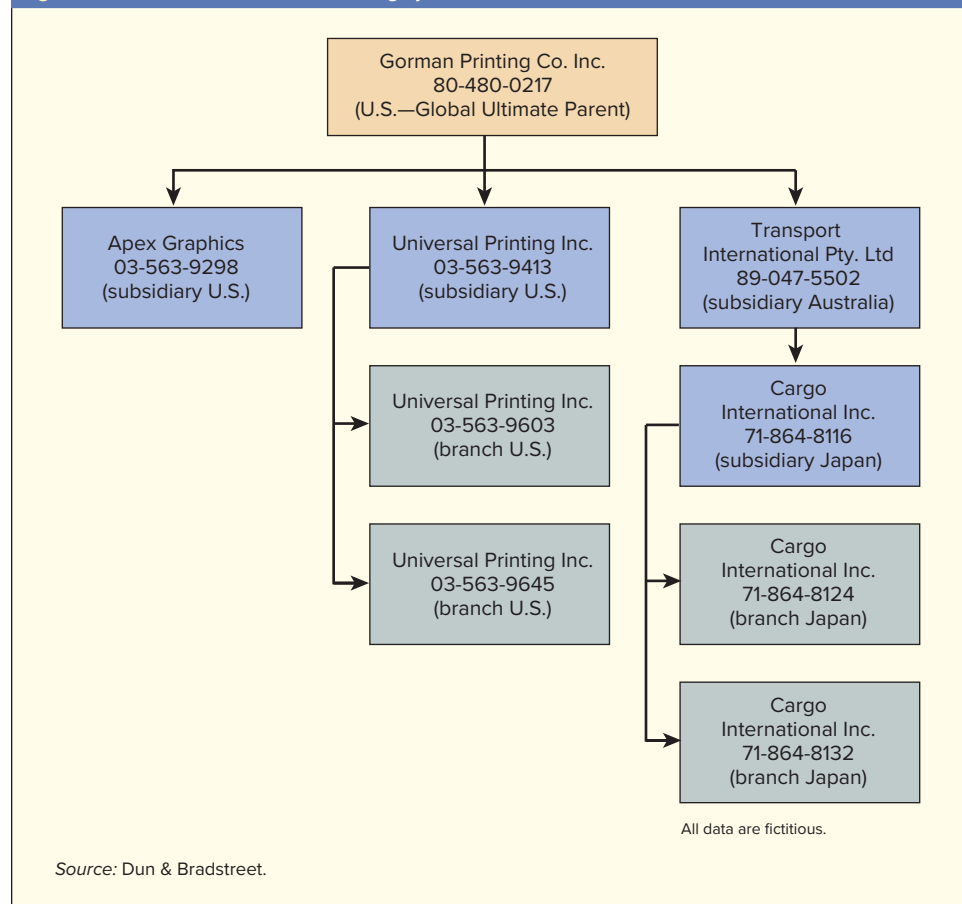 Gorman Printing Co. Inc.
80-480-0217
(U.S.—Global Ultimate Parent)
Apex Graphics
03-563-9298
(subsidiary U.S.)
Universal Printing Inc.
03-563-9413
(subsidiary U.S.)
Transport
International Pty. Ltd
89-047-5502
(subsidiary Australia)
Universal Printing Inc.
03-563-9603
(branch U.S.)
Cargo
International Inc.
71-864-8116
(subsidiary Japan)
Universal Printing Inc.
03-563-9645
(branch U.S.)
Cargo
International Inc.
71-864-8124
(branch Japan)
Cargo
International Inc.
71-864-8132
(branch Japan)
All data are fictitious.
Source: Dun & Bradstreet.